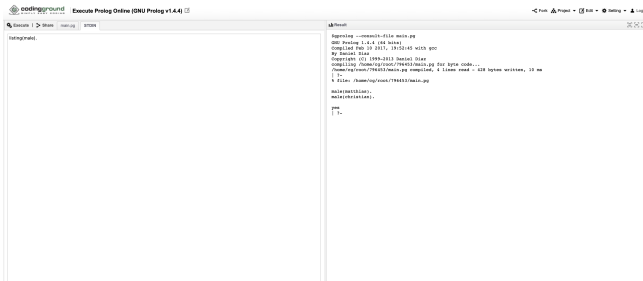 codingground
SIMPLY EASY CODING
Execute Prolog Online (GNU Prolog v1.4.4)
Fork Project Edit Setting Log
Execute | Share main.pg STDIN
Result
listing(male).
$gprolog --consult-file main.pg
GNU Prolog 1.4.4 (64 bits)
Compiled Feb 10 2017, 19:52:45 with gcc
By Daniel Diaz
Copyright (C) 1999-2013 Daniel Diaz
compiling /home/cg/root/796453/main.pg for byte code...
/home/cg/root/796453/main.pg compiled, 4 lines read - 428 bytes written, 10 ms
| ?-
% file: /home/cg/root/796453/main.pg
male(matthias).
male(christian).
yes
| ?-